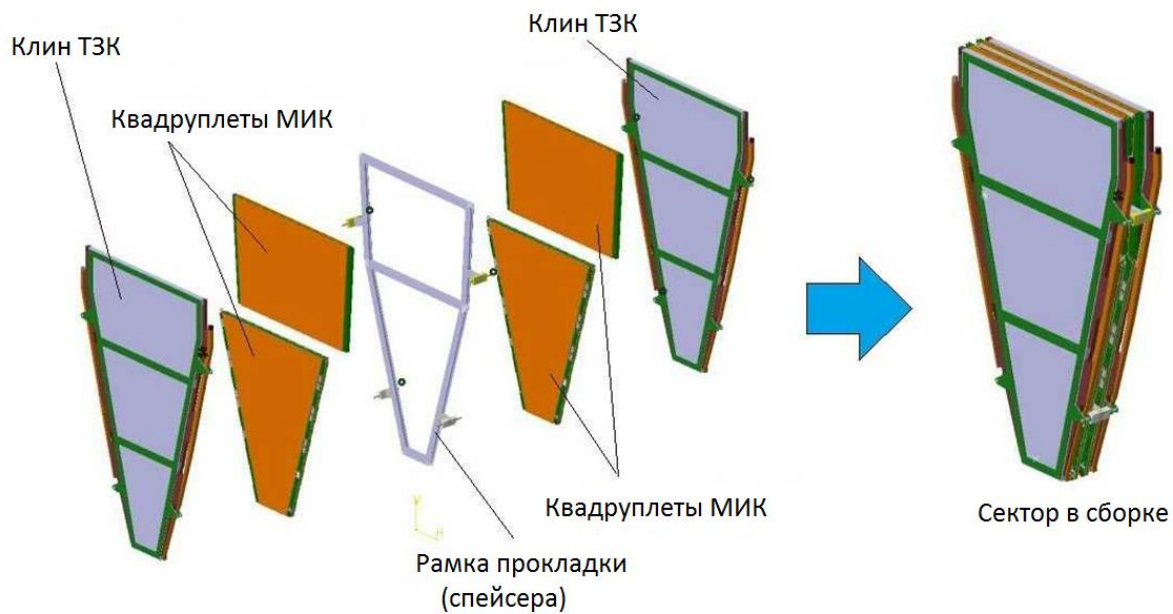 Клин ТЗК
Клин ТЗК
Квадруплеты МИК
Квадруплеты МИК
Сектор в сборке
Рамка прокладки
(спейсера)